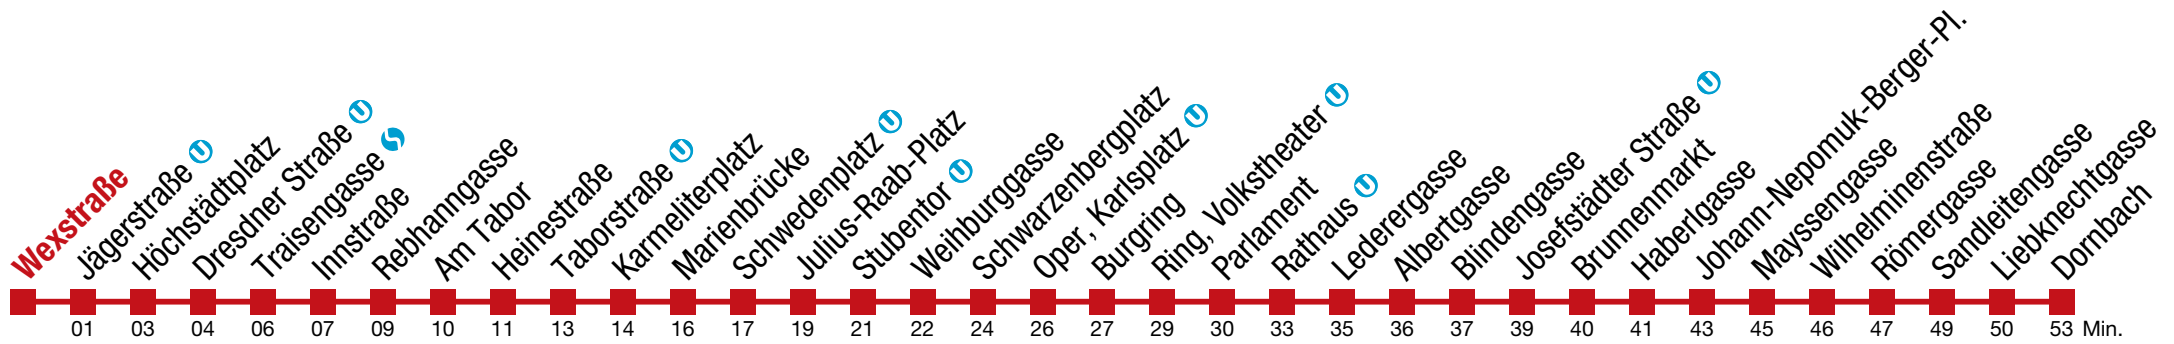 Wexstraße
Jägerstraße U
Höchstädtplatz
Dresdner Straße U
Traisengasse S
Innstraße
Rebhanngasse
Am Tabor
Heinestraße
Taborstraße U
Karmeliterplatz
Marienbrücke
Schwedenplatz U
Julius-Raab-Platz
Stubentor U
Weihburggasse
Schwarzenbergplatz
Oper, Karlsplatz U
Burgring
Ring, Volkstheater U
Parlament
Rathaus U
Lederergasse
Albertgasse
Blindengasse
Josefstädter Straße U
Brunnenmarkt
Haberlgasse
Johann-Nepomuk-Berger-Pl.
Mayssengasse
Wilhelminenstraße
Römergasse
Sandleitengasse
Liebknechtgasse
Dornbach
01 03 04 06 07 09 10 11 13 14 16 17 19 21 22 24 26 27 29 30 33 35 36 37 39 40 41 43 45 46 47 49 50 53 Min.